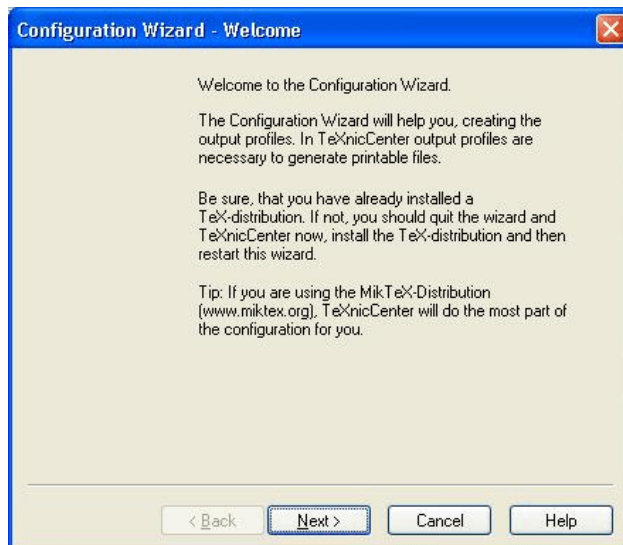 Configuration Wizard - Welcome
Welcome to the Configuration Wizard.
The Configuration Wizard will help you, creating the
output profiles. In TeXnicCenter output profiles are
necessary to generate printable files.
Be sure, that you have already installed a
TeX-distribution. If not, you should quit the wizard and
TeXnicCenter now, install the TeX-distribution and then
restart this wizard.
Tip: If you are using the MikTeX-Distribution
(www.miktex.org), TeXnicCenter will do the most part of
the configuration for you.
< Back Next > Cancel Help